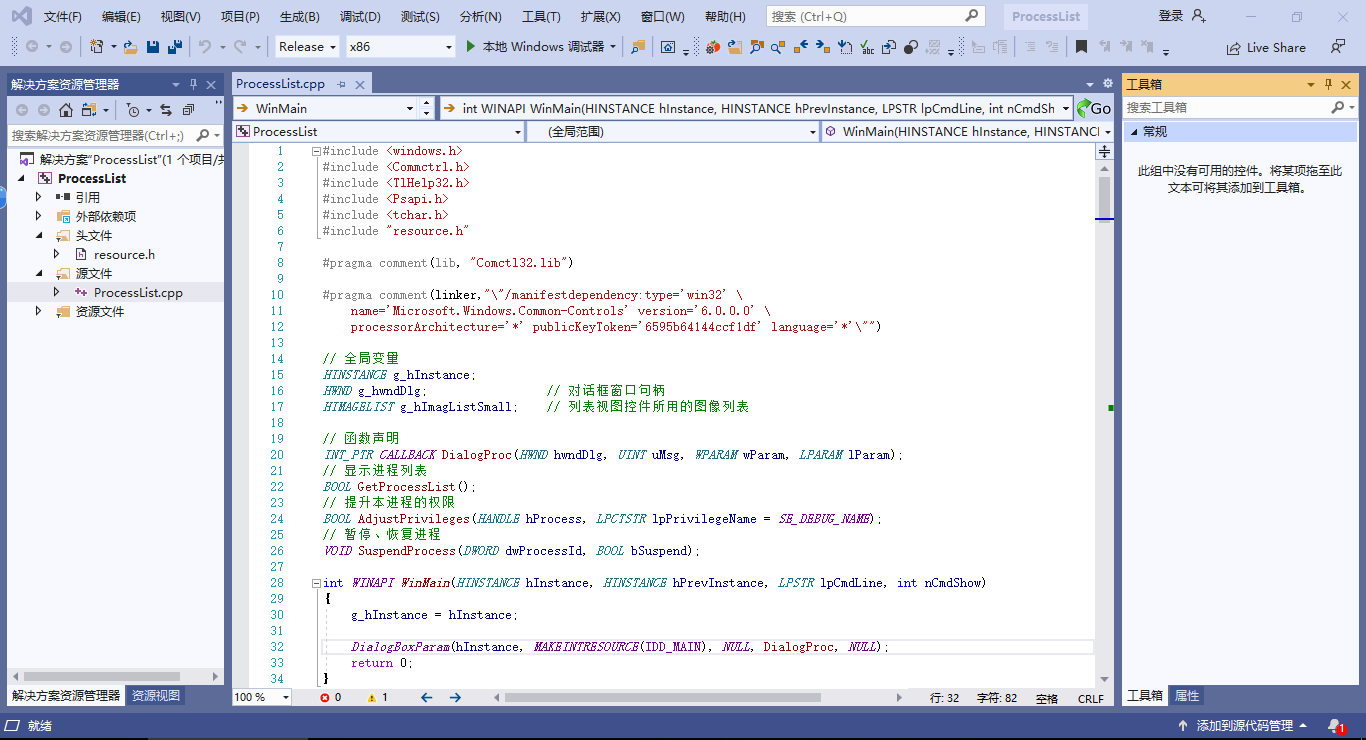 文件(F) 编辑(E) 视图(V) 项目(P) 生成(B) 调试(D) 测试(S) 分析(N) 工具(T) 扩展(X) 窗口(W) 帮助(H) 搜索 (Ctrl+Q) ProcessList 登录
Release x86 本地 Windows 调试器 Live Share
解决方案资源管理器
搜索解决方案资源管理器(Ctrl+;)
解决方案"ProcessList"(1 个项目/共
ProcessList
引用
外部依赖项
头文件
resource.h
源文件
ProcessList.cpp
资源文件
解决方案资源管理器 资源视图
ProcessList.cpp
WinMain int WINAPI WinMain(HINSTANCE hInstance, HINSTANCE hPrevInstance, LPSTR lpCmdLine, int nCmdSh Go
ProcessList (全局范围) WinMain(HINSTANCE hInstance, HINSTANCE
1 #include <windows.h>
2 #include <Commctrl.h>
3 #include <TlHelp32.h>
4 #include <Psapi.h>
5 #include <tchar.h>
6 #include "resource.h"
7
8 #pragma comment(lib, "Comctl32.lib")
9
10 #pragma comment(linker,"\"/manifestdependency:type='win32' \
11 name='Microsoft.Windows.Common-Controls' version='6.0.0.0' \
12 processorArchitecture='*' publicKeyToken='6595b64144ccf1df' language='*'\"")
13
14 // 全局变量
15 HINSTANCE g_hInstance;
16 HWND g_hwndDlg; // 对话框窗口句柄
17 HIMAGELIST g_hImagListSmall; // 列表视图控件所用的图像列表
18
19 // 函数声明
20 INT_PTR CALLBACK DialogProc(HWND hwndDlg, UINT uMsg, WPARAM wParam, LPARAM lParam);
21 // 显示进程列表
22 BOOL GetProcessList();
23 // 提升本进程的权限
24 BOOL AdjustPrivileges(HANDLE hProcess, LPCTSTR lpPrivilegeName = SE_DEBUG_NAME);
25 // 暂停、恢复进程
26 VOID SuspendProcess(DWORD dwProcessId, BOOL bSuspend);
27
28 int WINAPI WinMain(HINSTANCE hInstance, HINSTANCE hPrevInstance, LPSTR lpCmdLine, int nCmdShow)
29 {
30 g_hInstance = hInstance;
31
32 DialogBoxParam(hInstance, MAKEINTRESOURCE(IDD_MAIN), NULL, DialogProc, NULL);
33 return 0;
34 }
100 % 0 1 行: 32 字符: 82 空格 CRLF
工具箱
搜索工具箱
常规
此组中没有可用的控件。将某项拖至此
文本可将其添加到工具箱。
工具箱 属性
就绪 添加到源代码管理 1